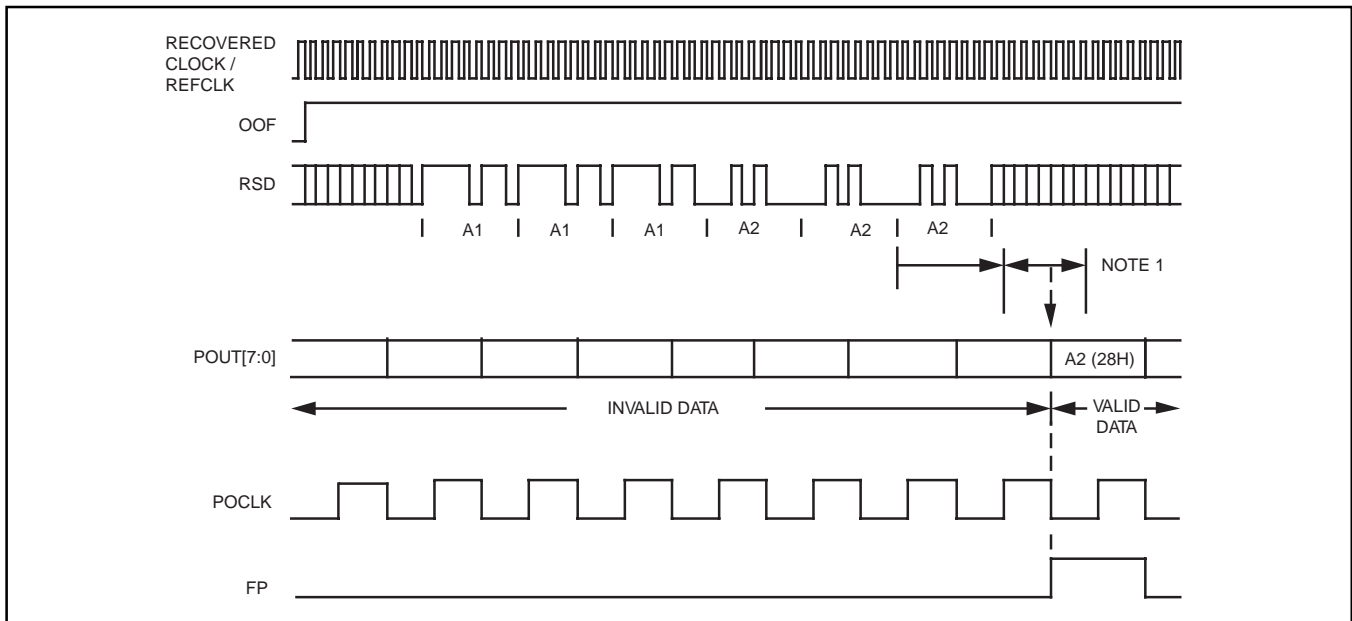 RECOVERED
CLOCK /
REFCLK
OOF
RSD
A1 A1 A1 A2 A2 A2
NOTE 1
POUT[7:0]
A2 (28H)
INVALID DATA
VALID
DATA
POCLK
FP